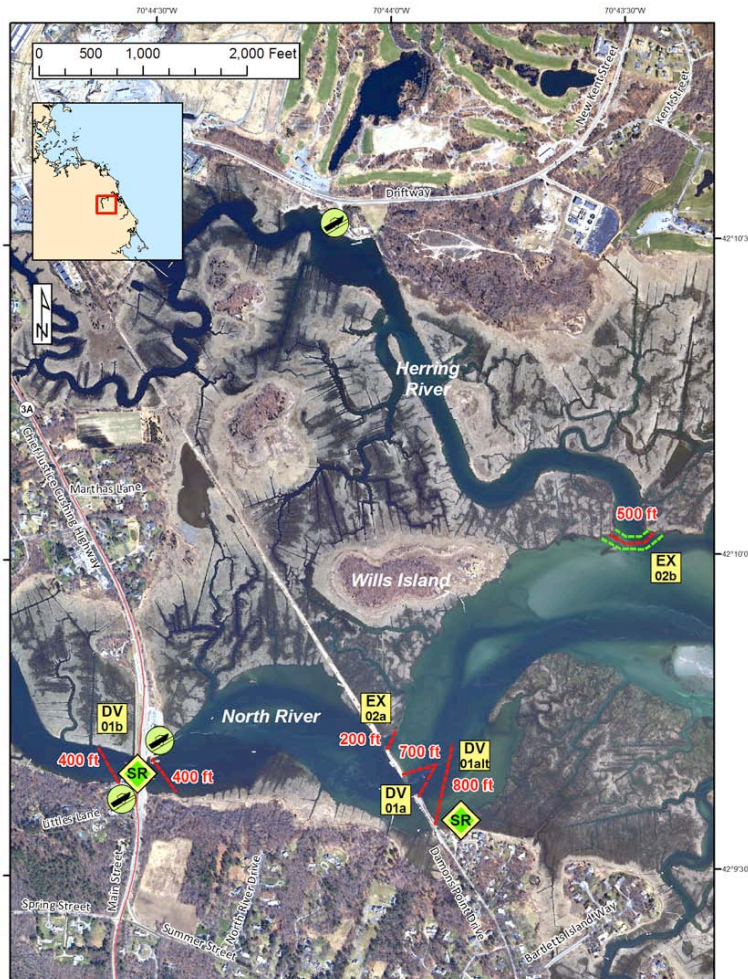 70°44'30"W 70°44'0"W 70°43'30"W
0 500 1,000 2,000 Feet
New Kent Street
Kent Street
Driftway
42°10'3
N
Herring
River
3A
Chief Justice Cushing Highway
Marthas Lane
500 ft
EX
02b
42°10'0
Wills Island
EX
02a
DV
01b
North River
200 ft
700 ft
DV
01alt
400 ft
SR
400 ft
800 ft
DV
01a
SR
Littles Lane
42°9'3
Main Street
North River Drive
Damons Point Drive
Spring Street
Summer Street
Bartletts Island Way